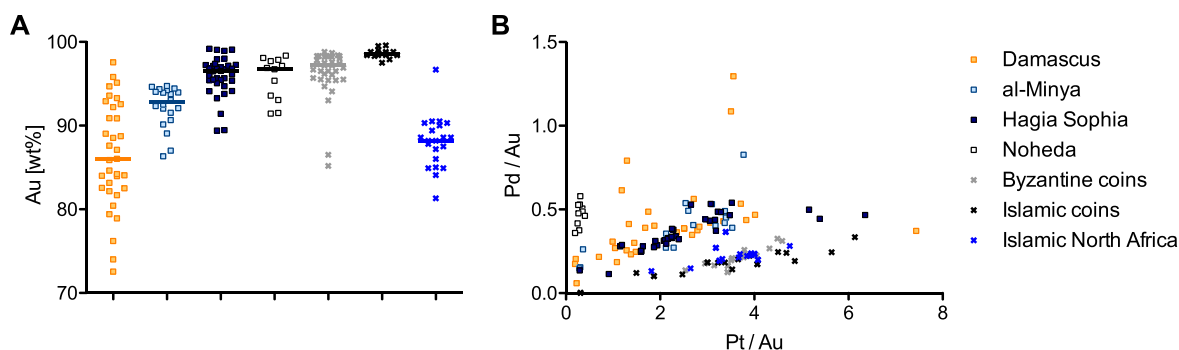 A
B
Au [wt%]
100
90
80
70
Pd / Au
1.5
1.0
0.5
0.0
0
2
4
6
8
Pt / Au
Damascus
al-Minya
Hagia Sophia
Noheda
Byzantine coins
Islamic coins
Islamic North Africa